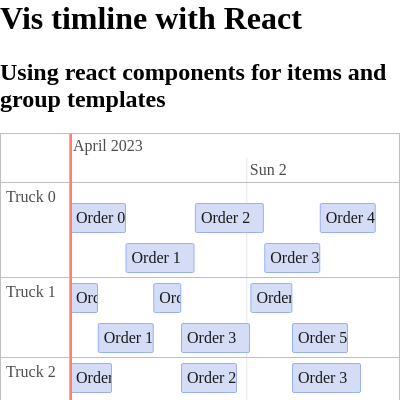 Vis timline with React
Using react components for items and
group templates
April 2023
Sun 2
Truck 0
Order 0
Order 2
Order 4
Order 1
Order 3
Truck 1
Ord
Ord
Order
Order 1
Order 3
Order 5
Truck 2
Order
Order 2
Order 3